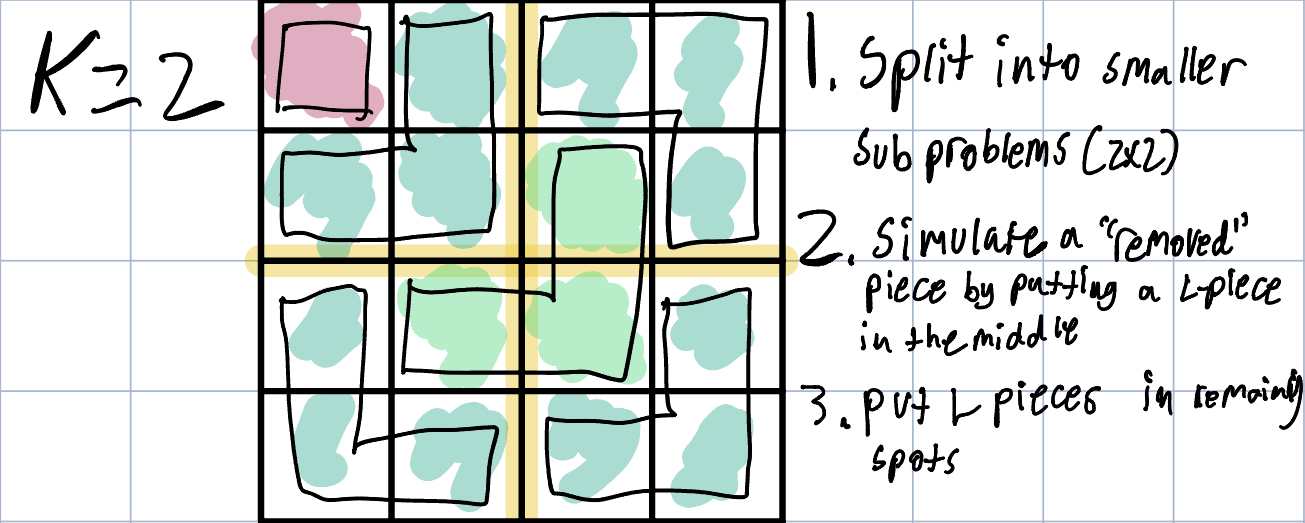 K=2
1. Split into smaller
sub problems (2x2)
2. Simulate a "removed"
piece by putting a L-piece
in the middle
3. put L pieces in remaining
spots